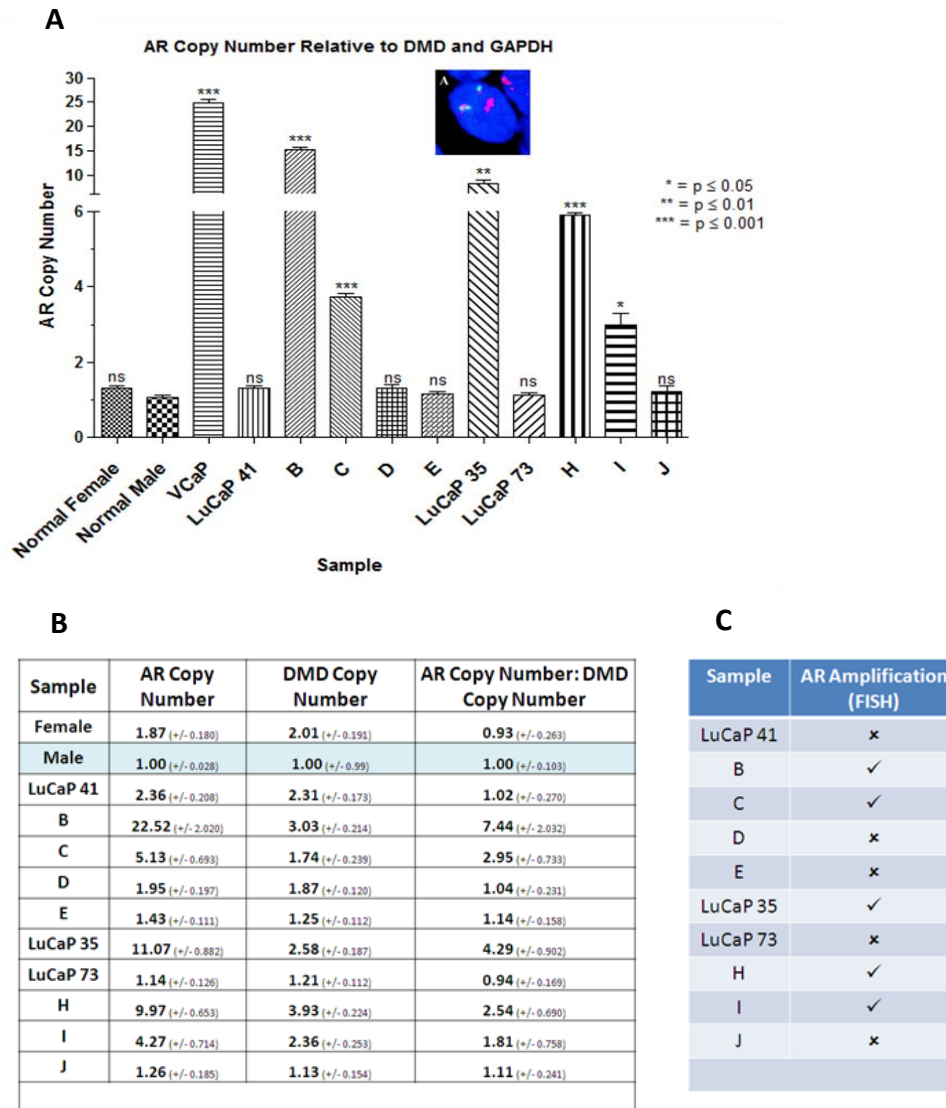 A
AR Copy Number Relative to DMD and GAPDH
AR Copy Number
30
25
20
15
10
6
4
2
0
ns
***
ns
***
***
ns
ns
**
ns
***
*
ns
A
* = p ≤ 0.05
** = p ≤ 0.01
*** = p ≤ 0.001
Normal Female
Normal Male
VCaP
LuCaP 41
B
C
D
E
LuCaP 35
LuCaP 73
H
I
J
Sample
B
Sample AR Copy Number DMD Copy Number AR Copy Number: DMD Copy Number
Female 1.87 (+/- 0.180) 2.01 (+/- 0.191) 0.93 (+/- 0.263)
Male 1.00 (+/- 0.028) 1.00 (+/- 0.99) 1.00 (+/- 0.103)
LuCaP 41 2.36 (+/- 0.208) 2.31 (+/- 0.173) 1.02 (+/- 0.270)
B 22.52 (+/- 2.020) 3.03 (+/- 0.214) 7.44 (+/- 2.032)
C 5.13 (+/- 0.693) 1.74 (+/- 0.239) 2.95 (+/- 0.733)
D 1.95 (+/- 0.197) 1.87 (+/- 0.120) 1.04 (+/- 0.231)
E 1.43 (+/- 0.111) 1.25 (+/- 0.112) 1.14 (+/- 0.158)
LuCaP 35 11.07 (+/- 0.882) 2.58 (+/- 0.187) 4.29 (+/- 0.902)
LuCaP 73 1.14 (+/- 0.126) 1.21 (+/- 0.112) 0.94 (+/- 0.169)
H 9.97 (+/- 0.653) 3.93 (+/- 0.224) 2.54 (+/- 0.690)
I 4.27 (+/- 0.714) 2.36 (+/- 0.253) 1.81 (+/- 0.758)
J 1.26 (+/- 0.185) 1.13 (+/- 0.154) 1.11 (+/- 0.241)
C
Sample AR Amplification (FISH)
LuCaP 41 ×
B ✓
C ✓
D ×
E ×
LuCaP 35 ✓
LuCaP 73 ×
H ✓
I ✓
J ×